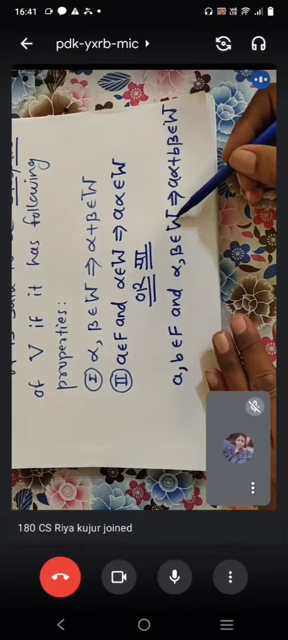 16:41
pdk-yxrb-mic
of V if it has following
properties:
Ⓘ α, β ∈ W ⇒ α + β ∈ W
Ⅱ a ∈ F and α ∈ W ⇒ aα ∈ W
OR III
a, b ∈ F and α, β ∈ W ⇒ aα + bβ ∈ W
180 CS Riya kujur joined